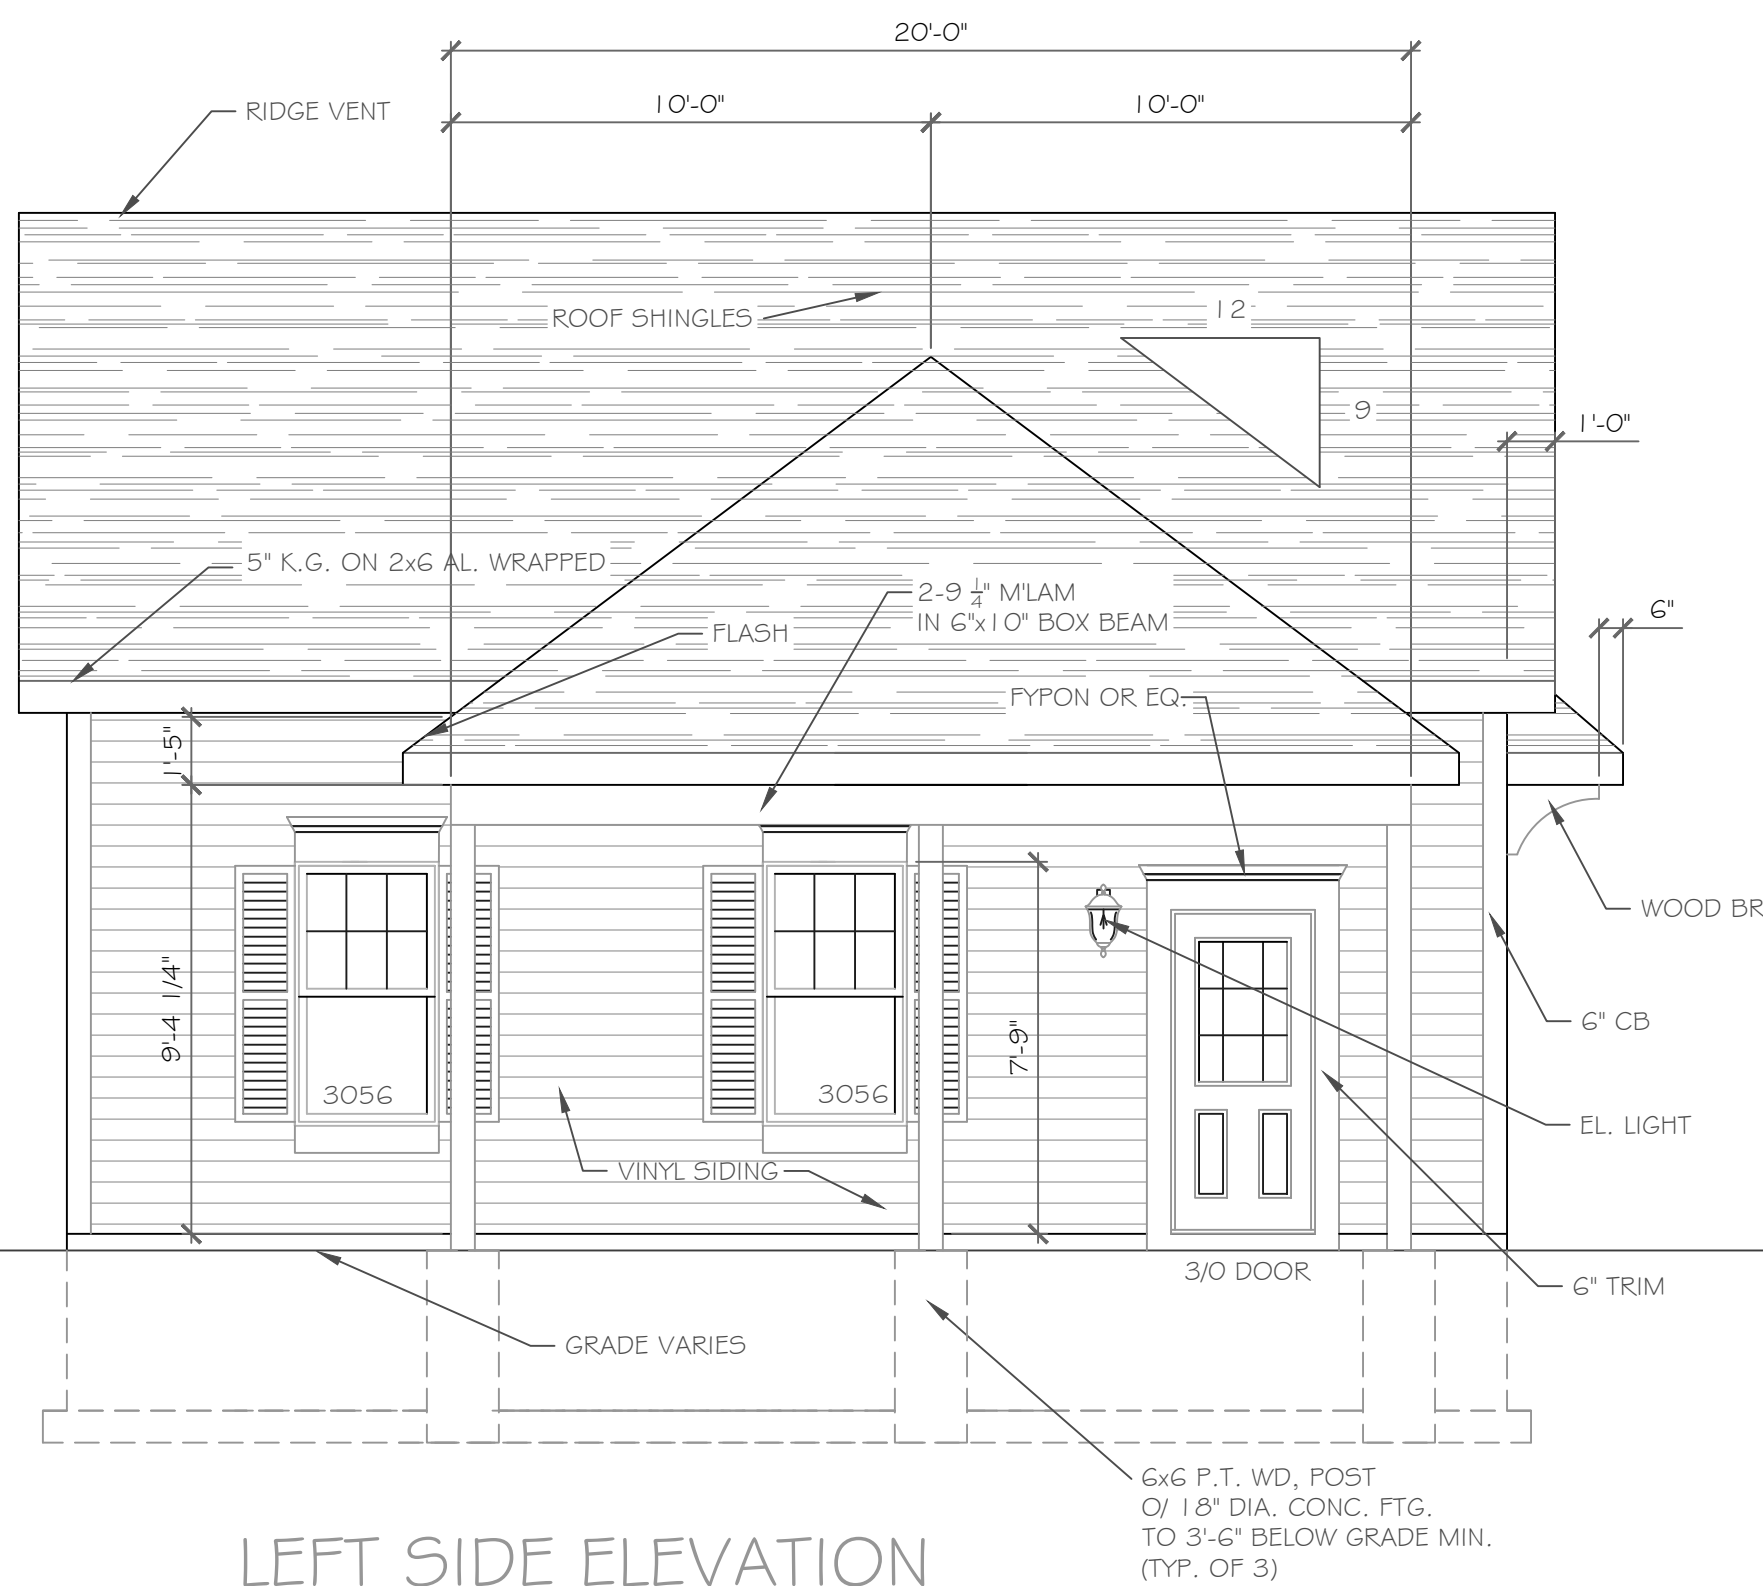 20'-0"
10'-0"
10'-0"
RIDGE VENT
ROOF SHINGLES
12
9
1'-0"
5" K.G. ON 2x6 AL. WRAPPED
2-9 1/4" M'LAM
IN 6"x10" BOX BEAM
6"
FLASH
FYPON OR EQ.
1'-5"
WOOD BR
9'-4 1/4"
7'-9"
6" CB
3056
3056
EL. LIGHT
VINYL SIDING
3/0 DOOR
6" TRIM
GRADE VARIES
6x6 P.T. WD, POST
O/ 18" DIA. CONC. FTG.
TO 3'-6" BELOW GRADE MIN.
(TYP. OF 3)
LEFT SIDE ELEVATION